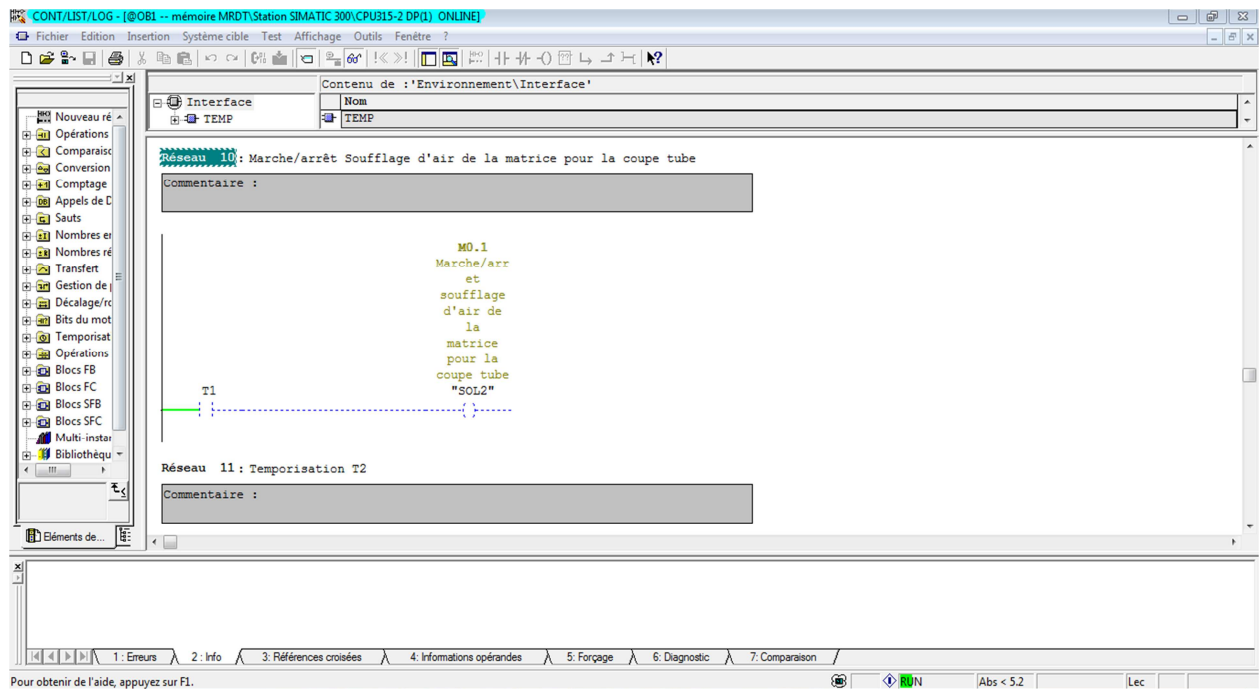 CONT/LIST/LOG - [@OB1 -- mémoire MRDT\Station SIMATIC 300\CPU315-2 DP(1) ONLINE]
Fichier Edition Insertion Système cible Test Affichage Outils Fenêtre ?
Contenu de :'Environnement\Interface'
Interface
TEMP
Nom
TEMP
Nouveau ré
Opérations
Comparaisc
Conversion
Comptage
Appels de D
Sauts
Nombres er
Nombres ré
Transfert
Gestion de
Décalage/rc
Bits du mot
Temporisat
Opérations
Blocs FB
Blocs FC
Blocs SFB
Blocs SFC
Multi-instar
Bibliothèqu
Eléments de...
Réseau 10: Marche/arrêt Soufflage d'air de la matrice pour la coupe tube
Commentaire :
M0.1
Marche/arr
et
soufflage
d'air de
la
matrice
pour la
coupe tube
T1 "SOL2"
Réseau 11: Temporisation T2
Commentaire :
1 : Erreurs 2 : Info 3: Références croisées 4: Informations opérandes 5: Forçage 6: Diagnostic 7: Comparaison
Pour obtenir de l'aide, appuyez sur F1. RUN Abs < 5.2 Lec